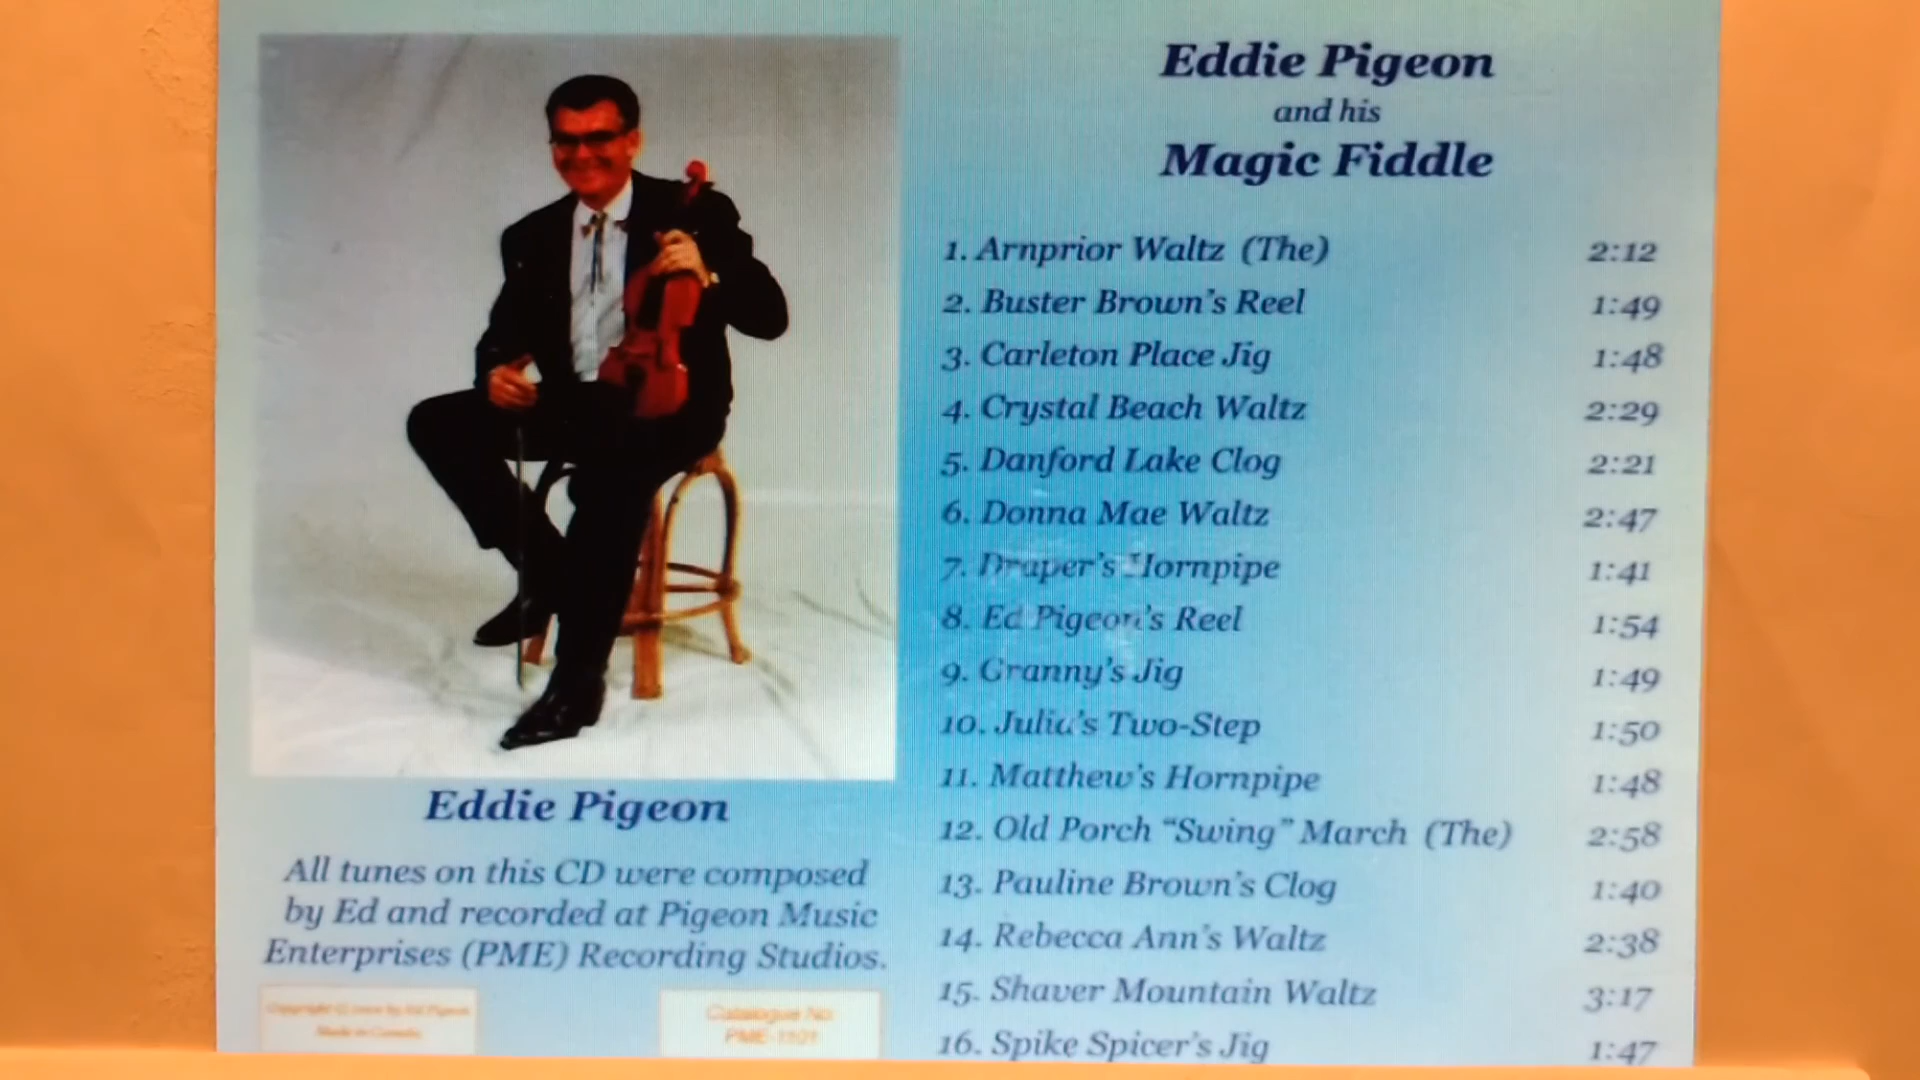 Eddie Pigeon
and his
Magic Fiddle
1. Arnprior Waltz (The) 2:12
2. Buster Brown's Reel 1:49
3. Carleton Place Jig 1:48
4. Crystal Beach Waltz 2:29
5. Danford Lake Clog 2:21
6. Donna Mae Waltz 2:47
7. Draper's Hornpipe 1:41
8. Ed Pigeon's Reel 1:54
9. Granny's Jig 1:49
10. Julia's Two-Step 1:50
11. Matthew's Hornpipe 1:48
12. Old Porch “Swing” March (The) 2:58
13. Pauline Brown's Clog 1:40
14. Rebecca Ann's Waltz 2:38
15. Shaver Mountain Waltz 3:17
16. Spike Spicer's Jig 1:47
Eddie Pigeon
All tunes on this CD were composed
by Ed and recorded at Pigeon Music
Enterprises (PME) Recording Studios.
Copyright by Ed Pigeon
Made in Canada
Catalogue No
PME-1101